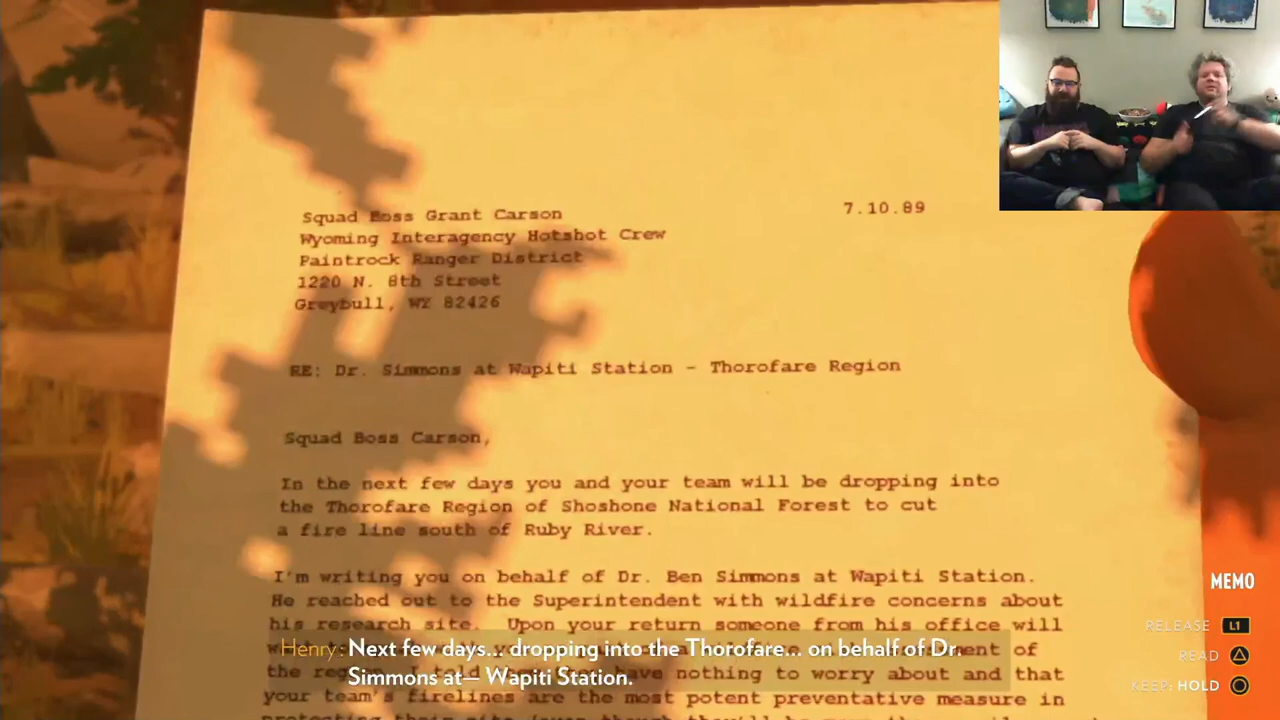 7.10.89
Squad Boss Grant Carson
Wyoming Interagency Hotshot Crew
Paintrock Ranger District
1220 N. 8th Street
Greybull, WY 82426
RE: Dr. Simmons at Wapiti Station - Thorofare Region
Squad Boss Carson,
In the next few days you and your team will be dropping into
the Thorofare Region of Shoshone National Forest to cut
a fire line south of Ruby River.
I'm writing you on behalf of Dr. Ben Simmons at Wapiti Station.
He reached out to the Superintendent with wildfire concerns about
his research site. Upon your return someone from his office will
of
the nothing to worry about and that
your team's firelines are the most potent preventative measure in
Henry: Next few days... dropping into the Thorofare... on behalf of Dr.
Simmons at— Wapiti Station.
MEMO
RELEASE L1
READ
KEEP: HOLD